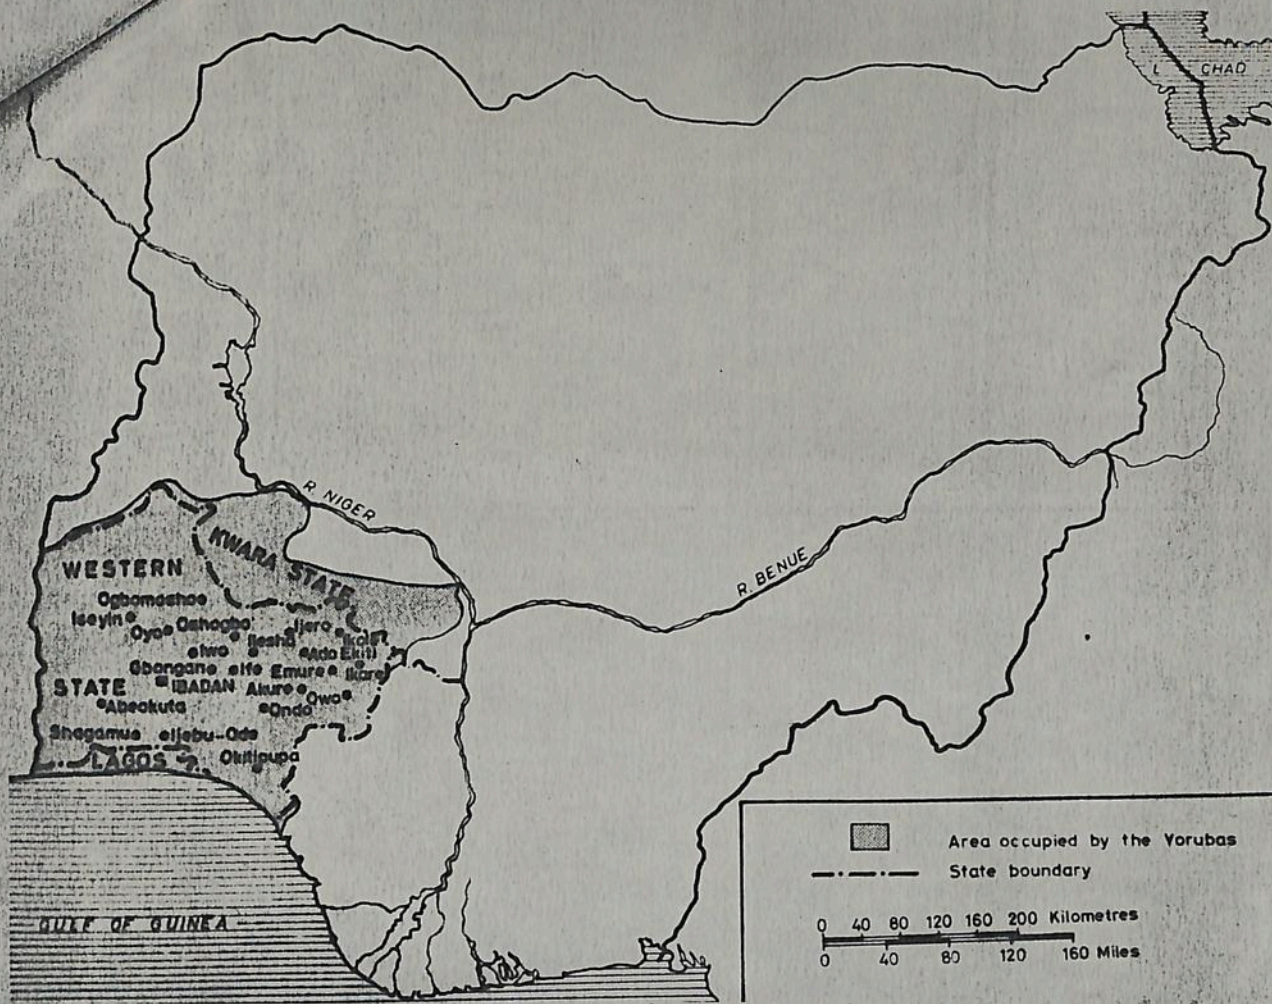 L CHAD
R. NIGER
KWARA STATE
R. BENUE
WESTERN
Ogbomoshoe
Iseyin
Oyo Oshogbo Ijero
Ilesha Ikole
Iwo Ado Ekiti
Gbongane Ife Emure Ikare
STATE IBADAN Akure Owo
Abeokuta Ondo
Shagamue Ijebu-Ode
LAGOS Okitipupa
GULF OF GUINEA
Area occupied by the Yorubas
State boundary
0 40 80 120 160 200 Kilometres
0 40 80 120 160 Miles